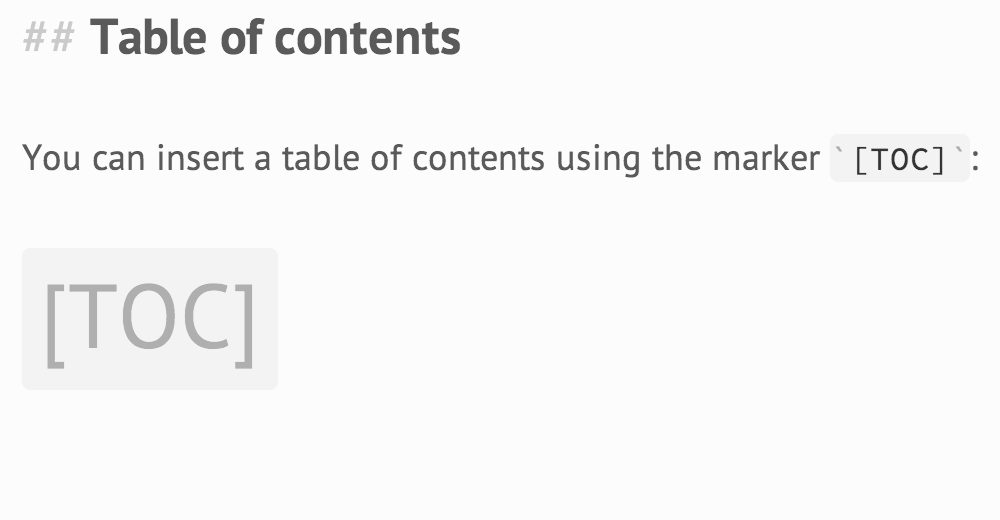 ## Table of contents
You can insert a table of contents using the marker `[TOC]`:
[TOC]